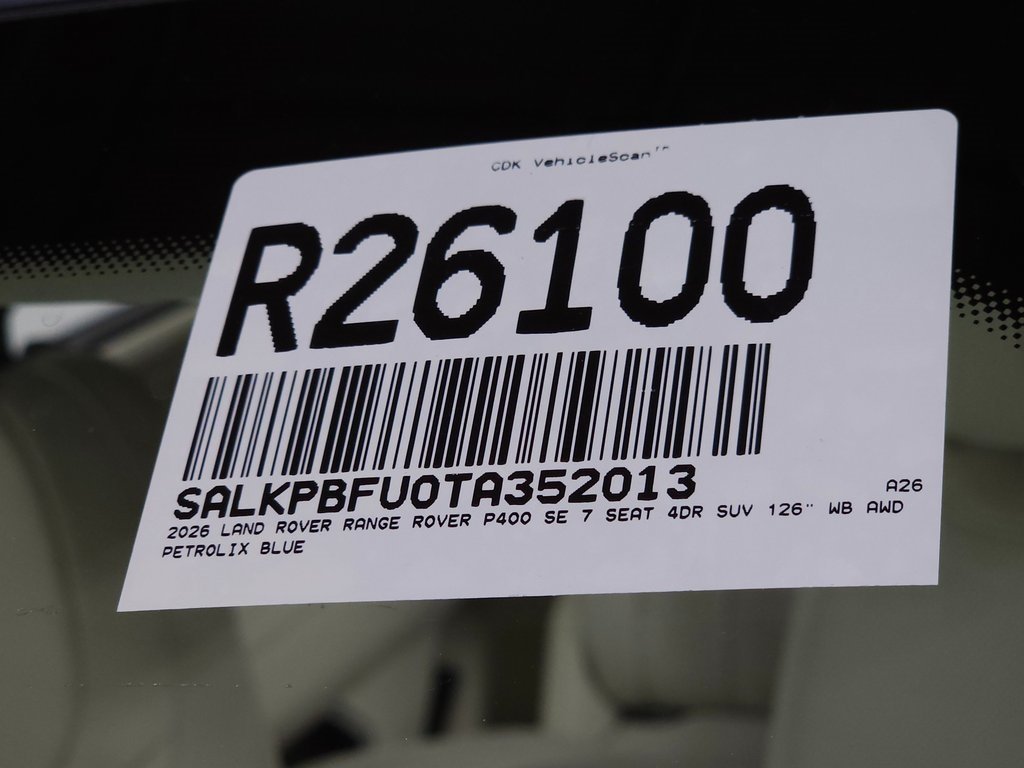 CDK VehicleScan™
R26100
SALKPBFU0TA352013
A26
2026 LAND ROVER RANGE ROVER P400 SE 7 SEAT 4DR SUV 126" WB AWD
PETROLIX BLUE